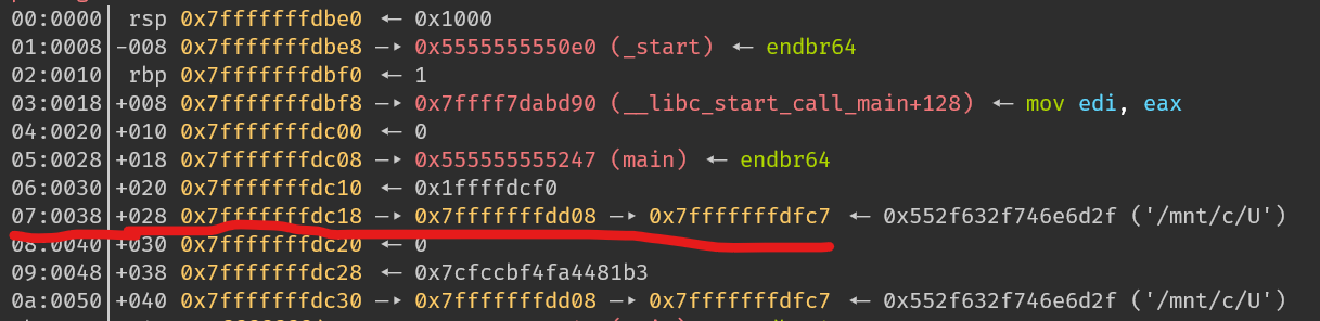 00:0000│ rsp 0x7fffffffdbe0 ◂— 0x1000
01:0008│-008 0x7fffffffdbe8 —▸ 0x5555555550e0 (_start) ◂— endbr64
02:0010│ rbp 0x7fffffffdbf0 ◂— 1
03:0018│+008 0x7fffffffdbf8 —▸ 0x7ffff7dabd90 (__libc_start_call_main+128) ◂— mov edi, eax
04:0020│+010 0x7fffffffdc00 ◂— 0
05:0028│+018 0x7fffffffdc08 —▸ 0x555555555247 (main) ◂— endbr64
06:0030│+020 0x7fffffffdc10 ◂— 0x1ffffdcf0
07:0038│+028 0x7fffffffdc18 —▸ 0x7fffffffdd08 —▸ 0x7fffffffdfc7 ◂— 0x552f632f746e6d2f ('/mnt/c/U')
08:0040│+030 0x7fffffffdc20 ◂— 0
09:0048│+038 0x7fffffffdc28 ◂— 0x7cfccbf4fa4481b3
0a:0050│+040 0x7fffffffdc30 —▸ 0x7fffffffdd08 —▸ 0x7fffffffdfc7 ◂— 0x552f632f746e6d2f ('/mnt/c/U')